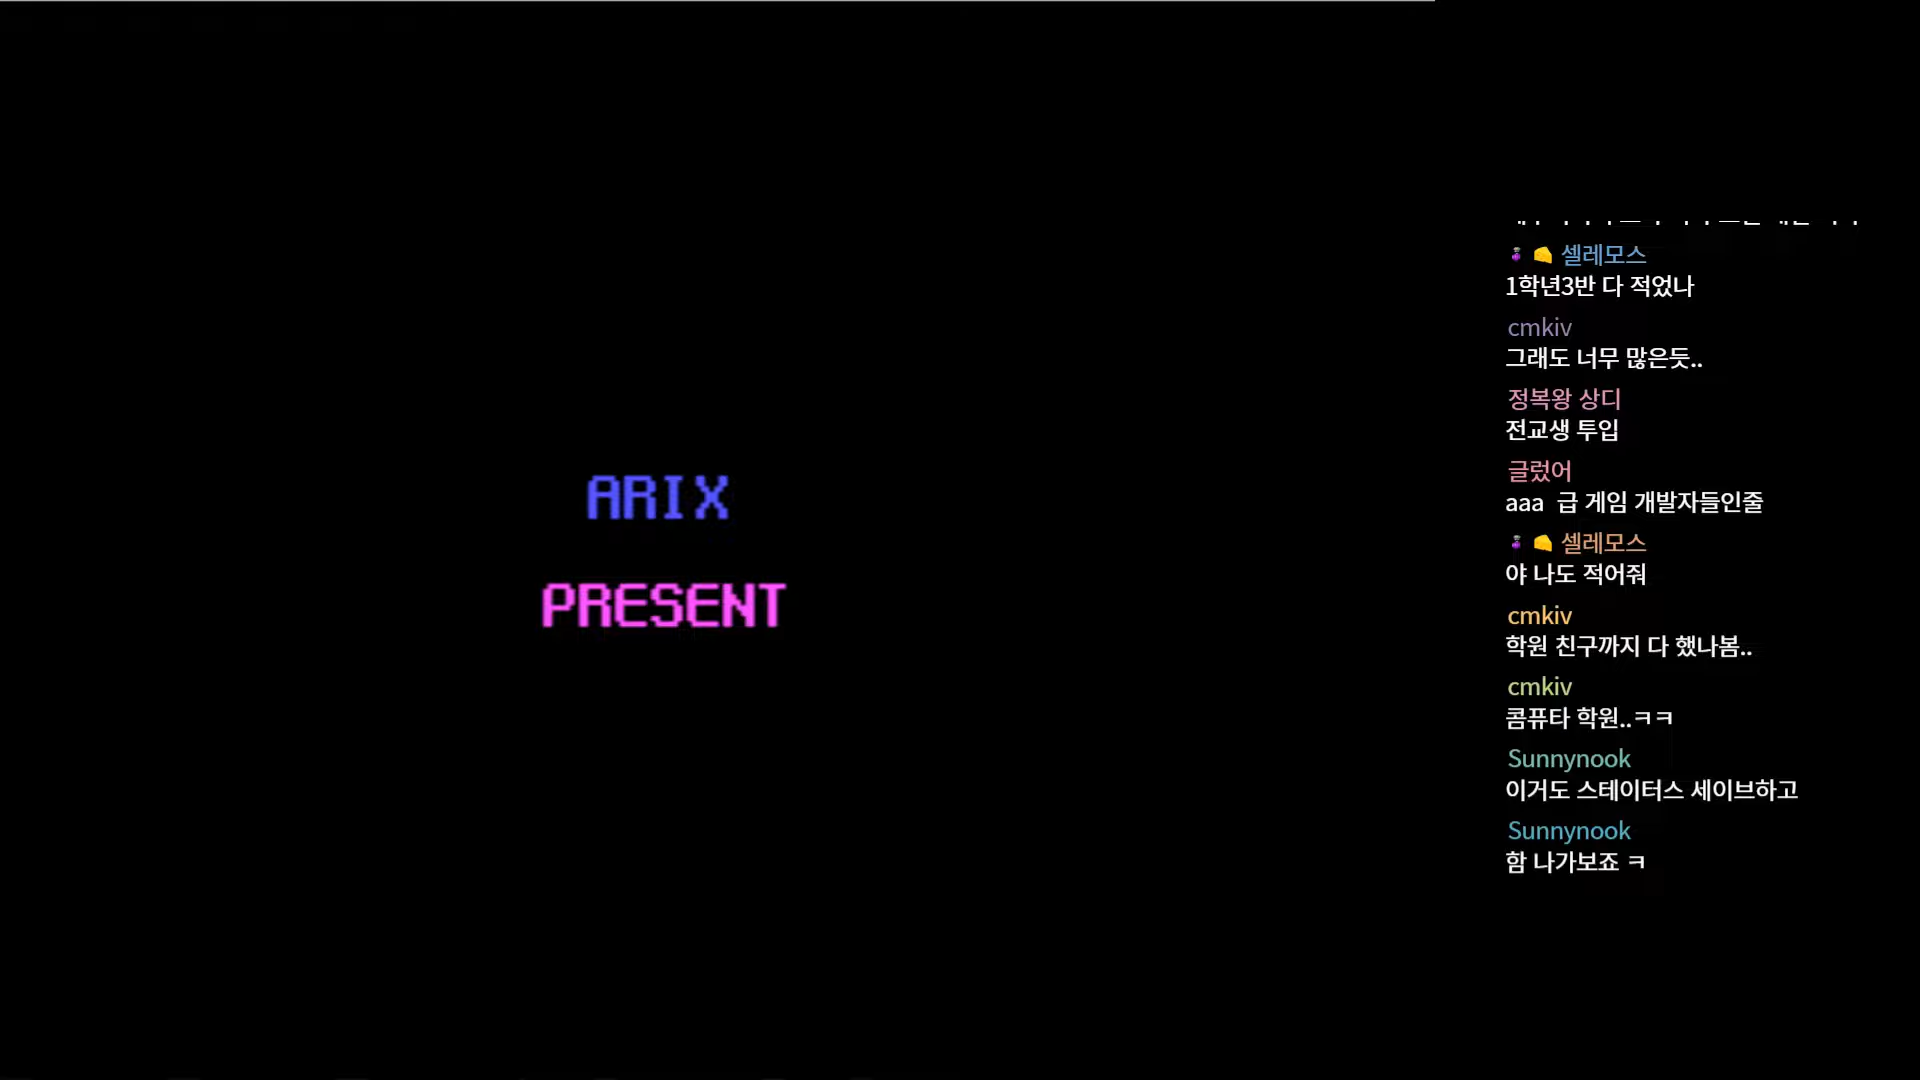 ARIX
PRESENT
셀레모스
1학년3반 다 적었나
cmkiv
그래도 너무 많은듯..
정복왕 상디
전교생 투입
글렀어
aaa 급 게임 개발자들인줄
셀레모스
야 나도 적어줘
cmkiv
학원 친구까지 다 했나봄..
cmkiv
콤퓨타 학원..ㅋㅋ
Sunnynook
이거도 스테이터스 세이브하고
Sunnynook
함 나가보죠 ㅋ